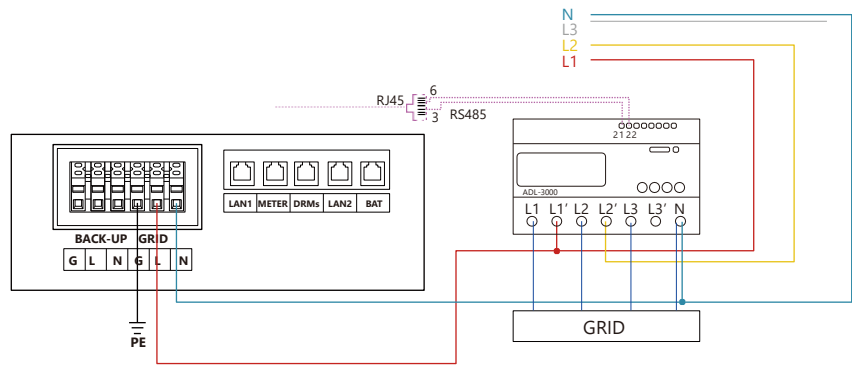 N
L3
L2
L1
RJ45
6
3
RS485
2122
ADL-3000
L1 L1’ L2 L2’ L3 L3’ N
LAN1 METER DRMs LAN2 BAT
BACK-UP GRID
G L N G L N
PE
GRID